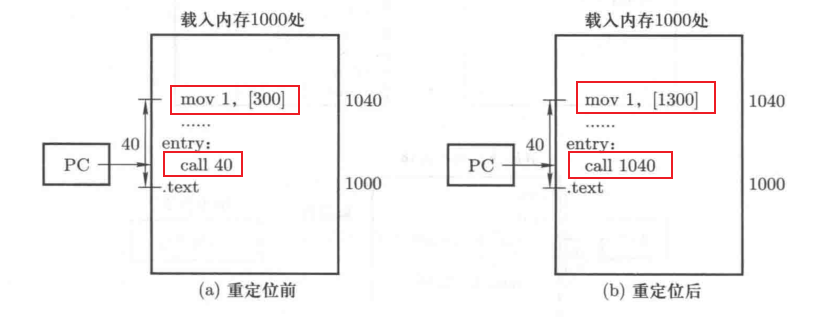 载入内存1000处
mov 1, [300]
1040
......
40
entry:
PC
call 40
.text
1000
(a) 重定位前
载入内存1000处
mov 1, [1300]
1040
......
40
entry:
PC
call 1040
.text
1000
(b) 重定位后